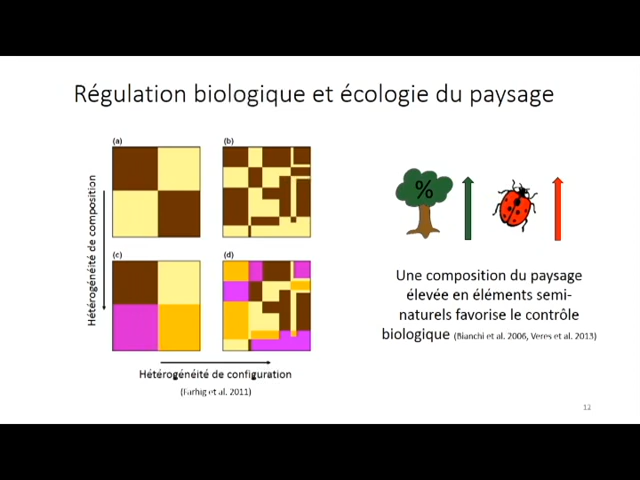 Régulation biologique et écologie du paysage
(a)
(b)
Hétérogénéité de composition
(c)
(d)
Hétérogénéité de configuration
(Farhig et al. 2011)
%
Une composition du paysage
élevée en éléments semi-
naturels favorise le contrôle
biologique (Bianchi et al. 2006, Veres et al. 2013)
12